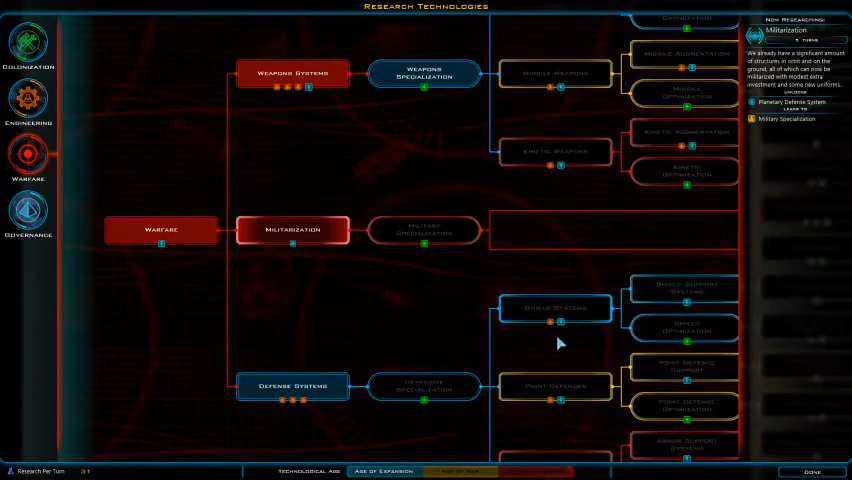 Research Technologies
Colonization
Engineering
Warfare
Governance
Warfare
Weapons Systems
Militarization
Defense Systems
Weapons
Specialization
Military
Specialization
Defensive
Specialization
Missile Weapons
Kinetic Weapons
Shield Systems
Point Defenses
Optimization
Missile Augmentation
Missile
Optimization
Kinetic Augmentation
Kinetic
Optimization
Shield Support
Systems
Shield
Optimization
Point Defense
Support
Point Defense
Optimization
Armor Support
Systems
Now Researching:
Militarization
5 Turns
We already have a significant amount
of structures in orbit and on the
ground, all of which can now be
militarized with modest extra
investment and some new uniforms.
Unlocks
Planetary Defense System
Leads to
Military Specialization
Research Per Turn 31
Technological Age
Age of Expansion
Age of War
Done